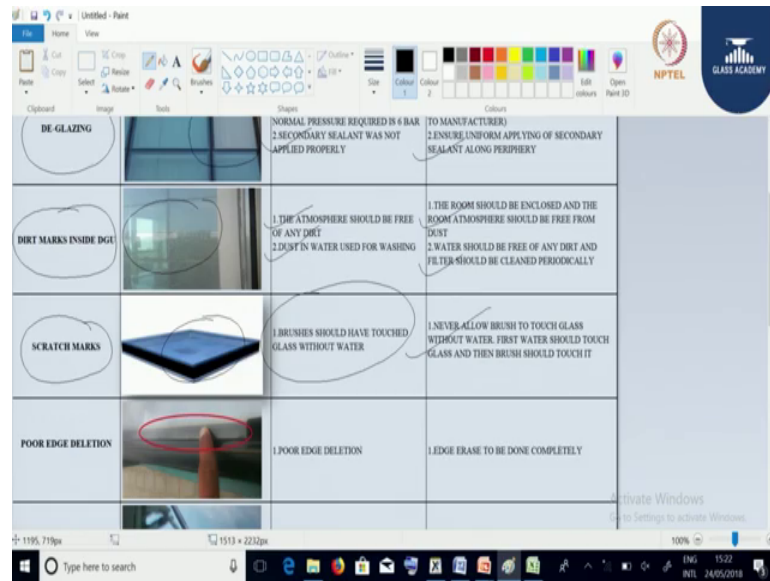 Untitled - Paint
File Home View
Paste
Cut
Copy
Clipboard
Select
Crop
Resize
Rotate
Image
A
Tools
Brushes
Outline
Fill
Shapes
Size
Colour 1
Colour 2
Edit colours
Open Paint 3D
Colours
NPTEL
GLASS ACADEMY
DE-GLAZING
NORMAL PRESSURE REQUIRED IS 6 BAR
2.SECONDARY SEALANT WAS NOT
APPLIED PROPERLY
TO MANUFACTURER)
2.ENSURE UNIFORM APPLYING OF SECONDARY
SEALANT ALONG PERIPHERY
DIRT MARKS INSIDE DGU
1.THE ATMOSPHERE SHOULD BE FREE
OF ANY DIRT
2.DUST IN WATER USED FOR WASHING
1.THE ROOM SHOULD BE ENCLOSED AND THE
ROOM ATMOSPHERE SHOULD BE FREE FROM
DUST
2.WATER SHOULD BE FREE OF ANY DIRT AND
FILTER SHOULD BE CLEANED PERIODICALLY
SCRATCH MARKS
1.BRUSHES SHOULD HAVE TOUCHED
GLASS WITHOUT WATER
1.NEVER ALLOW BRUSH TO TOUCH GLASS
WITHOUT WATER. FIRST WATER SHOULD TOUCH
GLASS AND THEN BRUSH SHOULD TOUCH IT
POOR EDGE DELETION
1.POOR EDGE DELETION
1.EDGE ERASE TO BE DONE COMPLETELY
Activate Windows
Go to Settings to activate Windows.
1195, 719px
1513 × 2232px
100%
Type here to search
ENG
INTL
15:22
24/05/2018